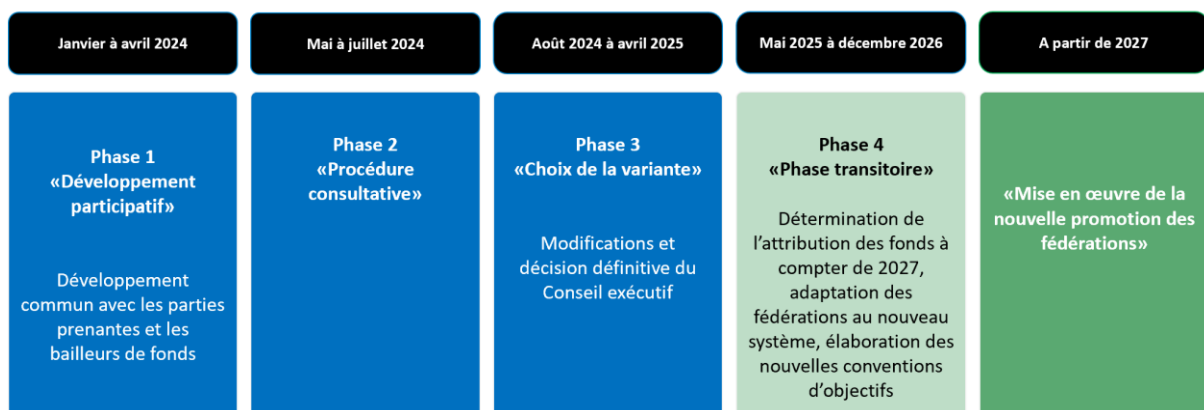 Janvier à avril 2024
Mai à juillet 2024
Août 2024 à avril 2025
Mai 2025 à décembre 2026
A partir de 2027
Phase 1
«Développement
participatif»
Développement
commun avec les parties
prenantes et les
bailleurs de fonds
Phase 2
«Procédure
consultative»
Phase 3
«Choix de la variante»
Modifications et
décision définitive du
Conseil exécutif
Phase 4
«Phase transitoire»
Détermination de
l’attribution des fonds à
compter de 2027,
adaptation des
fédérations au nouveau
système, élaboration des
nouvelles conventions
d’objectifs
«Mise en œuvre de la
nouvelle promotion des
fédérations»